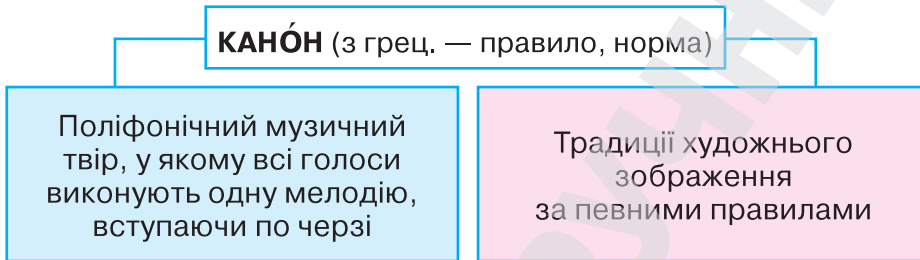 КАНО́Н (з грец. — правило, норма)
Поліфонічний музичний
твір, у якому всі голоси
виконують одну мелодію,
вступаючи по черзі
Традиції художнього
зображення
за певними правилами